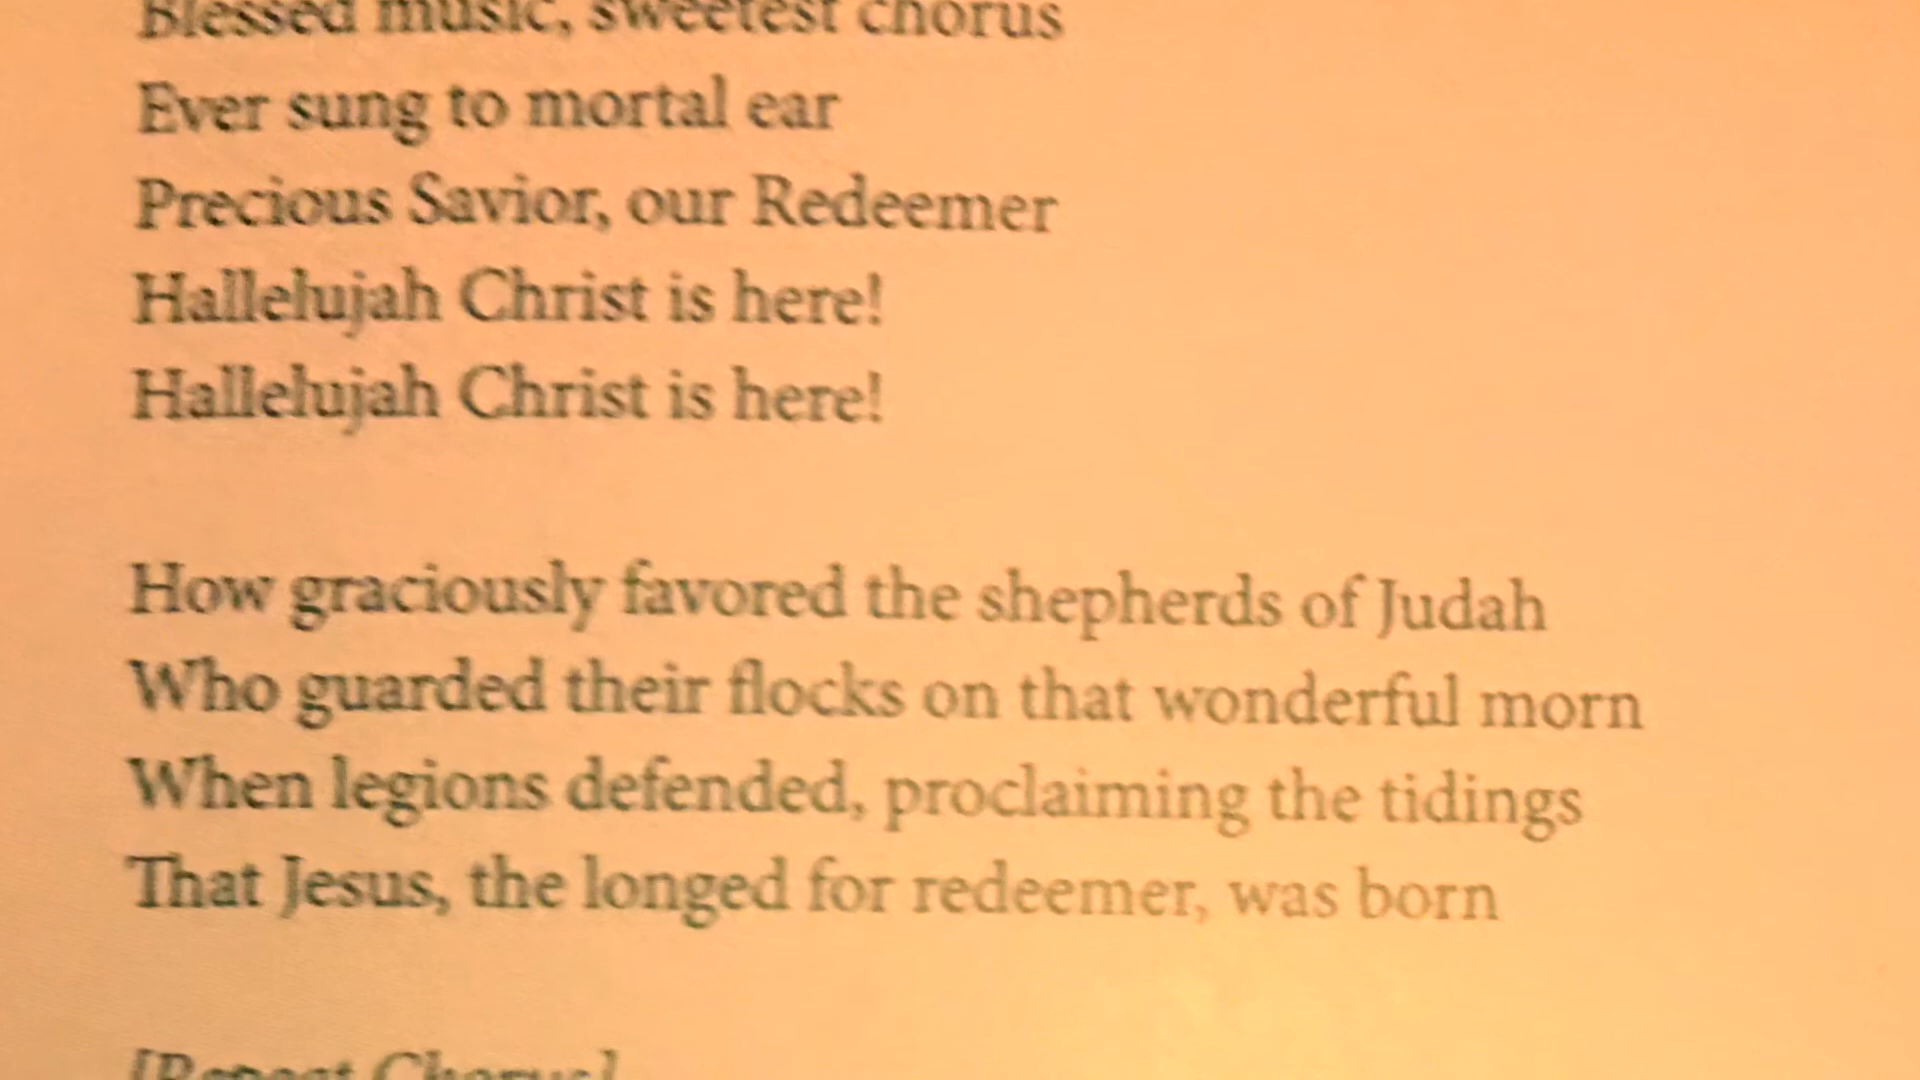 Blessed music, sweetest chorus
Ever sung to mortal ear
Precious Savior, our Redeemer
Hallelujah Christ is here!
Hallelujah Christ is here!
How graciously favored the shepherds of Judah
Who guarded their flocks on that wonderful morn
When legions defended, proclaiming the tidings
That Jesus, the longed for redeemer, was born
[Repeat Chorus]